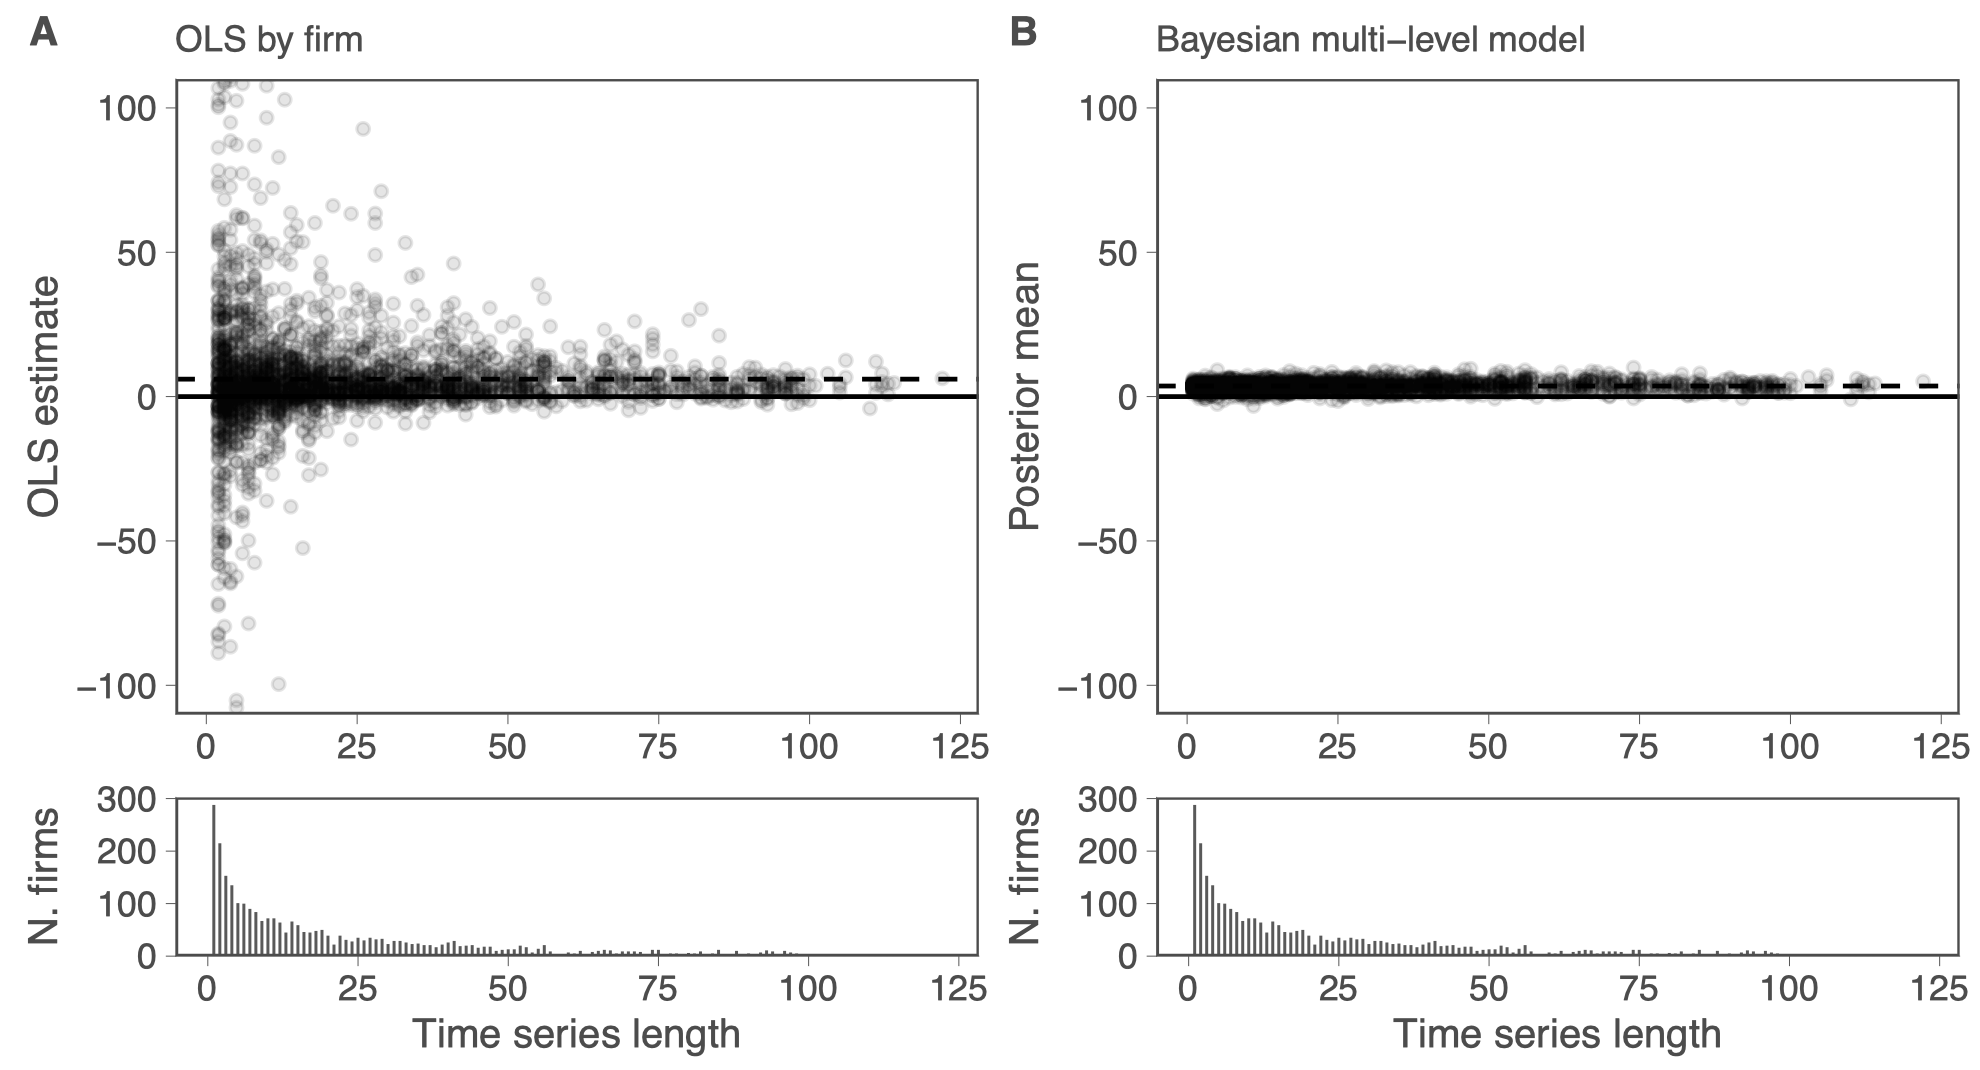 A OLS by firm
OLS estimate
100
50
0
−50
−100
0 25 50 75 100 125
N. firms
300
200
100
0
0 25 50 75 100 125
Time series length
B Bayesian multi−level model
Posterior mean
100
50
0
−50
−100
0 25 50 75 100 125
N. firms
300
200
100
0
0 25 50 75 100 125
Time series length